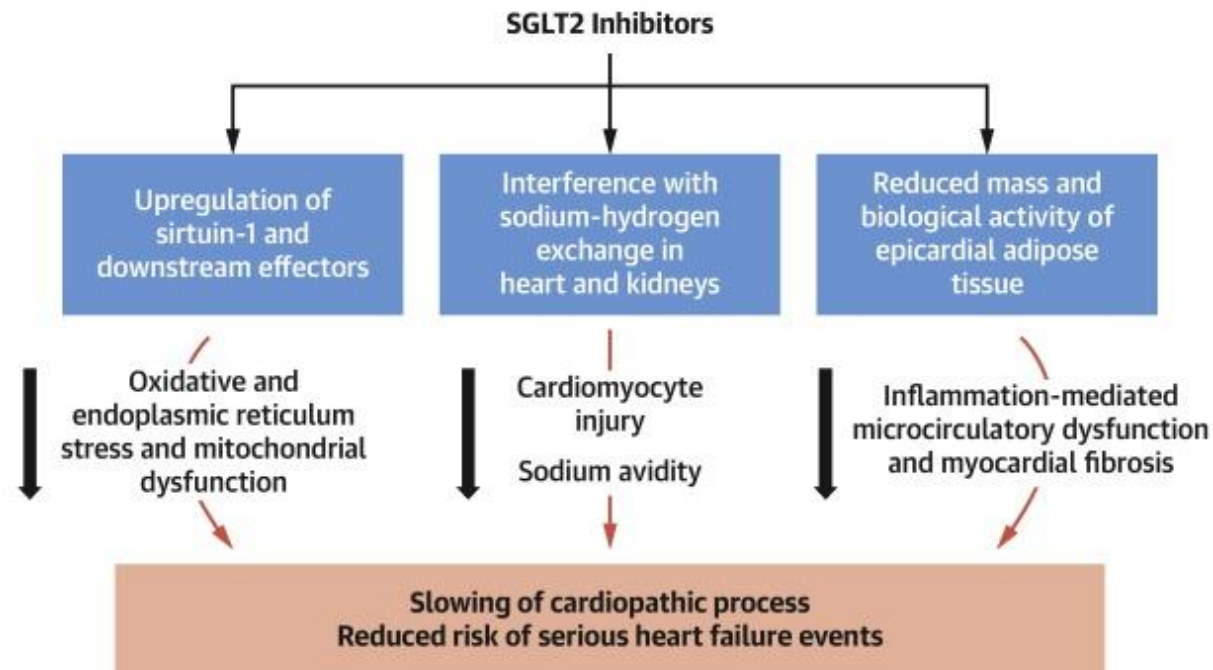 SGLT2 Inhibitors
Upregulation of
sirtuin-1 and
downstream effectors
Interference with
sodium-hydrogen
exchange in
heart and kidneys
Reduced mass and
biological activity of
epicardial adipose
tissue
Oxidative and
endoplasmic reticulum
stress and mitochondrial
dysfunction
Cardiomyocyte
injury
Sodium avidity
Inflammation-mediated
microcirculatory dysfunction
and myocardial fibrosis
Slowing of cardiopathic process
Reduced risk of serious heart failure events